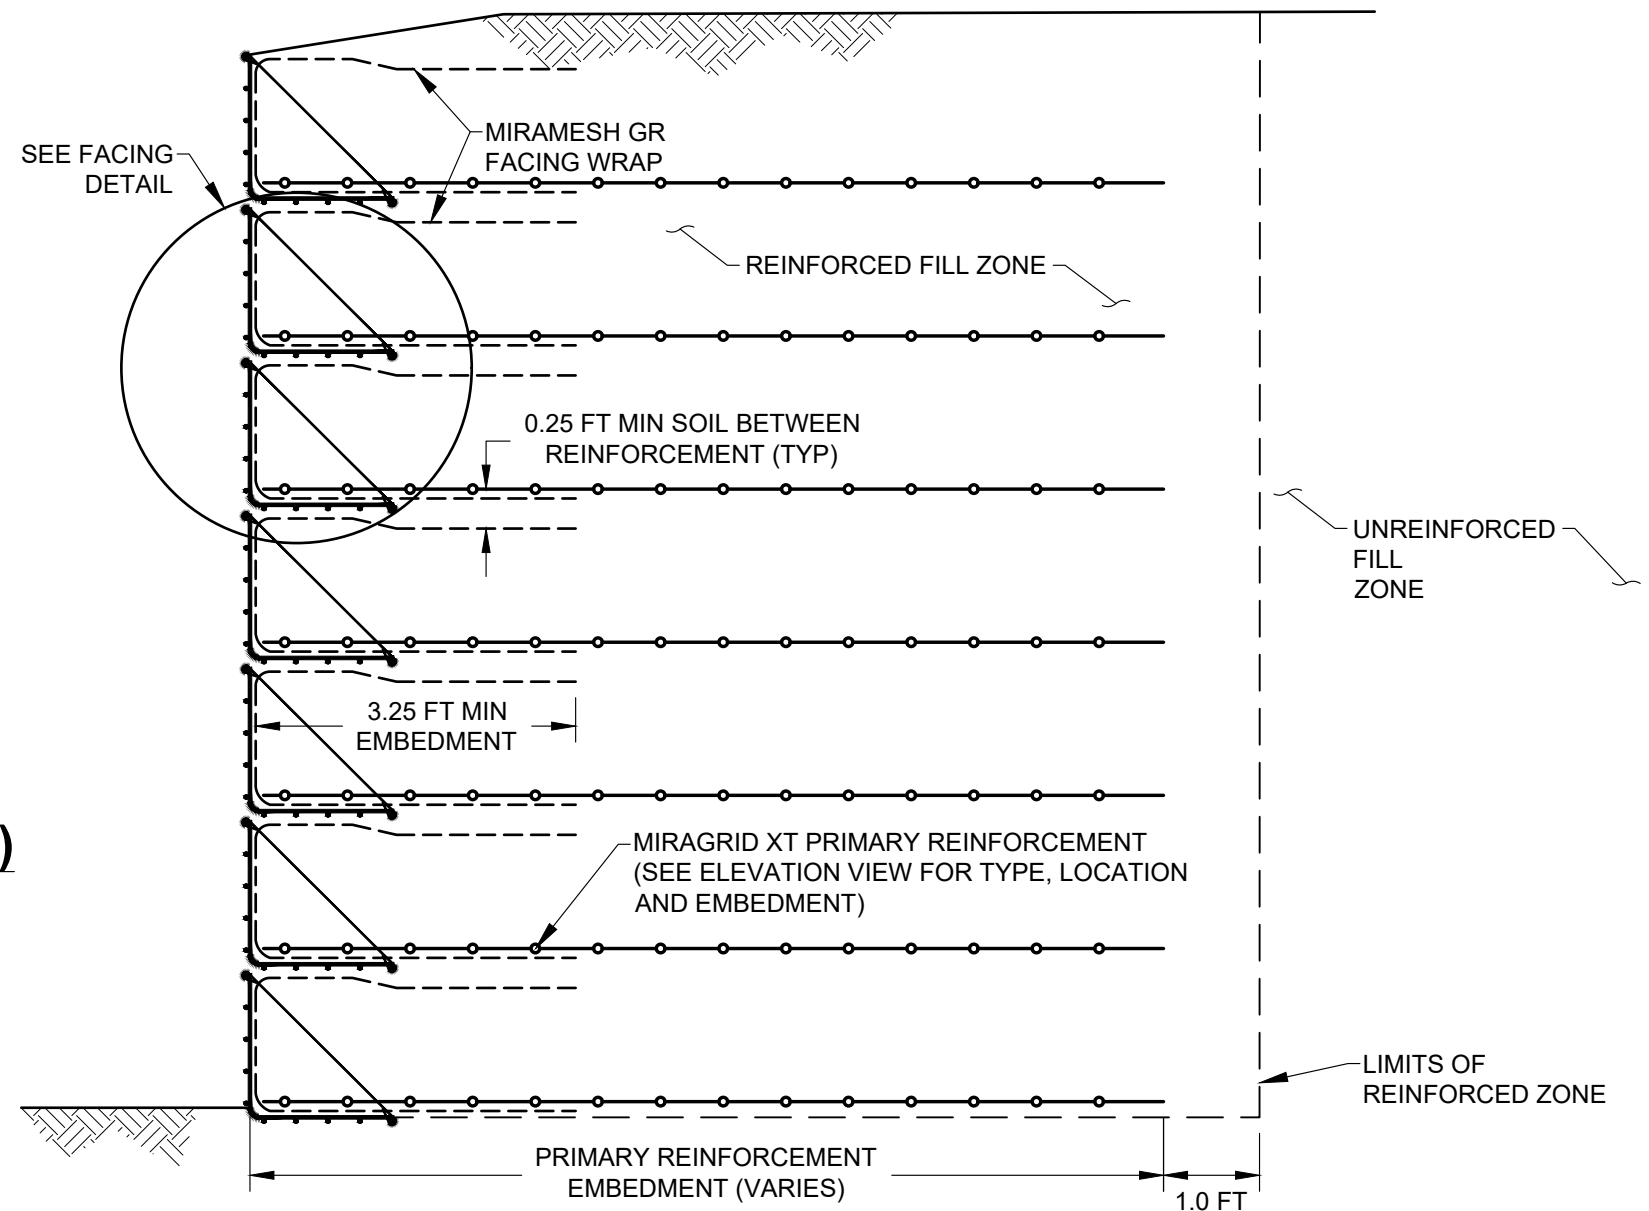 SEE FACING
DETAIL
MIRAMESH GR
FACING WRAP
REINFORCED FILL ZONE
0.25 FT MIN SOIL BETWEEN
REINFORCEMENT (TYP)
UNREINFORCED
FILL
ZONE
3.25 FT MIN
EMBEDMENT
)
MIRAGRID XT PRIMARY REINFORCEMENT
(SEE ELEVATION VIEW FOR TYPE, LOCATION
AND EMBEDMENT)
LIMITS OF
REINFORCED ZONE
PRIMARY REINFORCEMENT
EMBEDMENT (VARIES)
1.0 FT